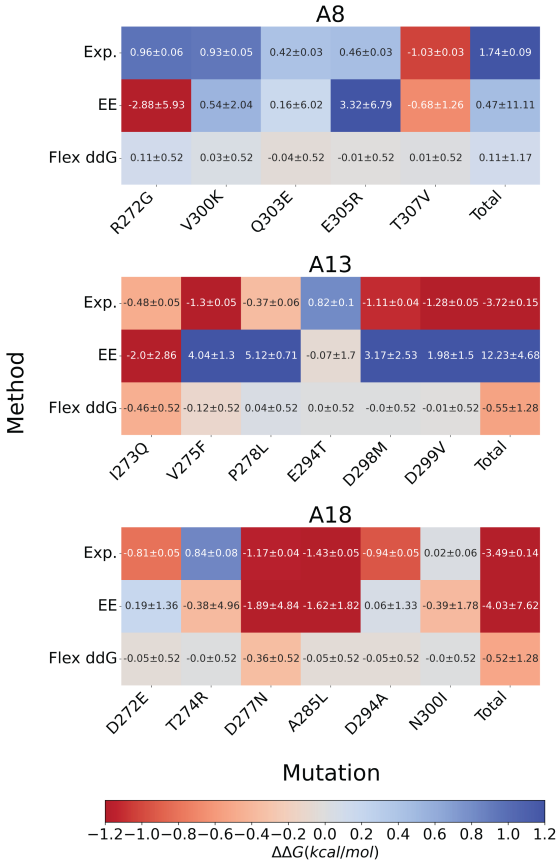 A8
Exp. 0.96±0.06 0.93±0.05 0.42±0.03 0.46±0.03 -1.03±0.03 1.74±0.09
EE -2.88±5.93 0.54±2.04 0.16±6.02 3.32±6.79 -0.68±1.26 0.47±11.11
Flex ddG 0.11±0.52 0.03±0.52 -0.04±0.52 -0.01±0.52 0.01±0.52 0.11±1.17
R272G V300K Q303E E305R T307V Total
A13
Exp. -0.48±0.05 -1.3±0.05 -0.37±0.06 0.82±0.1 -1.11±0.04 -1.28±0.05 -3.72±0.15
EE -2.0±2.86 4.04±1.3 5.12±0.71 -0.07±1.7 3.17±2.53 1.98±1.5 12.23±4.68
Flex ddG -0.46±0.52 -0.12±0.52 0.04±0.52 0.0±0.52 -0.0±0.52 -0.01±0.52 -0.55±1.28
I273Q V275F P278L E294T D298M D299V Total
Method
A18
Exp. -0.81±0.05 0.84±0.08 -1.17±0.04 -1.43±0.05 -0.94±0.05 0.02±0.06 -3.49±0.14
EE 0.19±1.36 -0.38±4.96 -1.89±4.84 -1.62±1.82 0.06±1.33 -0.39±1.78 -4.03±7.62
Flex ddG -0.05±0.52 -0.0±0.52 -0.36±0.52 -0.05±0.52 -0.05±0.52 -0.0±0.52 -0.52±1.28
D272E T274R D277N A285L D294A N300I Total
Mutation
−1.2 −1.0 −0.8 −0.6 −0.4 −0.2 0.0 0.2 0.4 0.6 0.8 1.0 1.2
ΔΔG(kcal/mol)